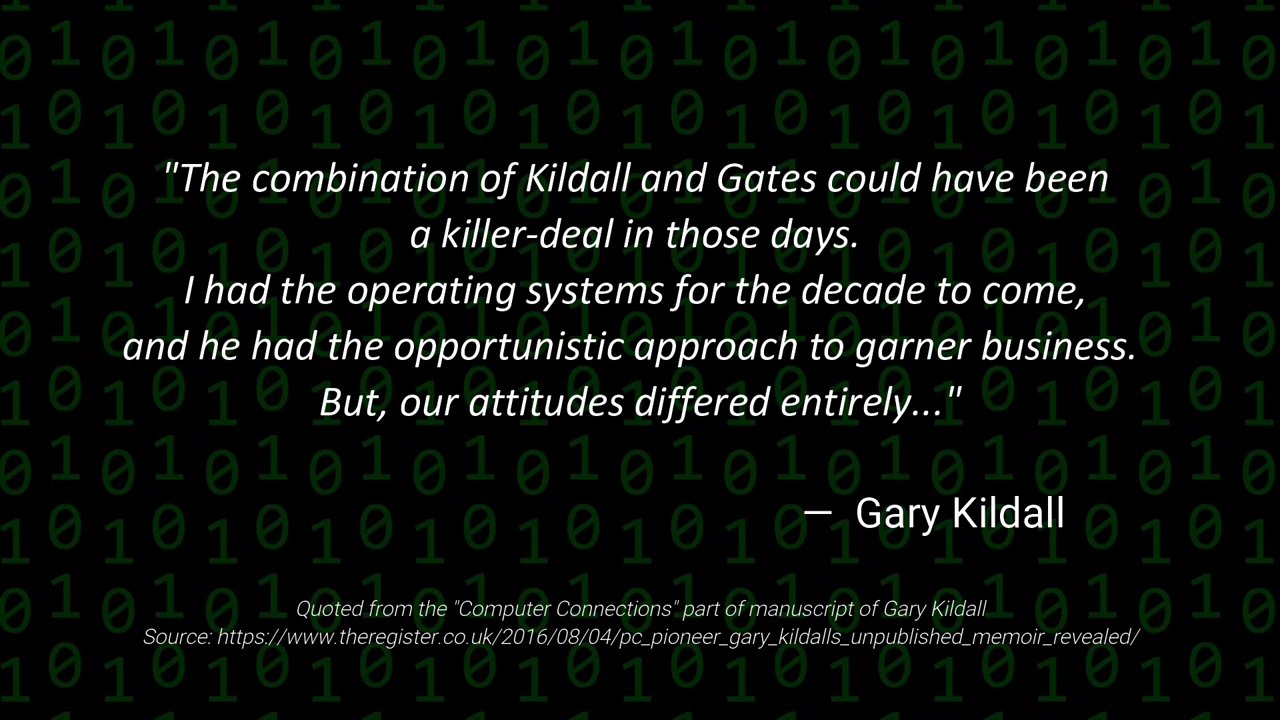 "The combination of Kildall and Gates could have been
a killer-deal in those days.
I had the operating systems for the decade to come,
and he had the opportunistic approach to garner business.
But, our attitudes differed entirely..."
— Gary Kildall
Quoted from the "Computer Connections" part of manuscript of Gary Kildall
Source: https://www.theregister.co.uk/2016/08/04/pc_pioneer_gary_kildalls_unpublished_memoir_revealed/